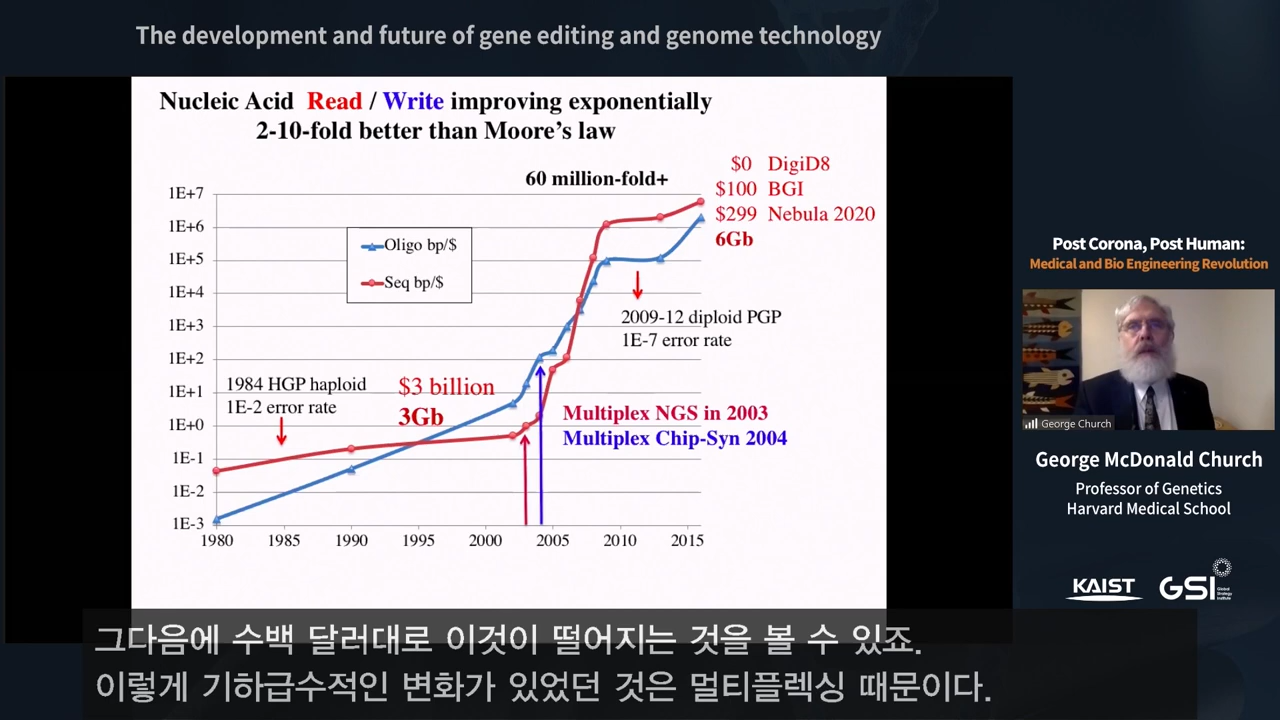 The development and future of gene editing and genome technology
Nucleic Acid Read / Write improving exponentially
2-10-fold better than Moore's law
60 million-fold+
$0 DigiD8
$100 BGI
$299 Nebula 2020
6Gb
1E+7
1E+6
1E+5
1E+4
1E+3
1E+2
1E+1
1E+0
1E-1
1E-2
1E-3
Oligo bp/$
Seq bp/$
2009-12 diploid PGP
1E-7 error rate
1984 HGP haploid
1E-2 error rate
$3 billion
3Gb
Multiplex NGS in 2003
Multiplex Chip-Syn 2004
1980 1985 1990 1995 2000 2005 2010 2015
Post Corona, Post Human:
Medical and Bio Engineering Revolution
George Church
George McDonald Church
Professor of Genetics
Harvard Medical School
KAIST
GSI
Global
Strategy
Institute
그다음에 수백 달러대로 이것이 떨어지는 것을 볼 수 있죠.
이렇게 기하급수적인 변화가 있었던 것은 멀티플렉싱 때문이다.